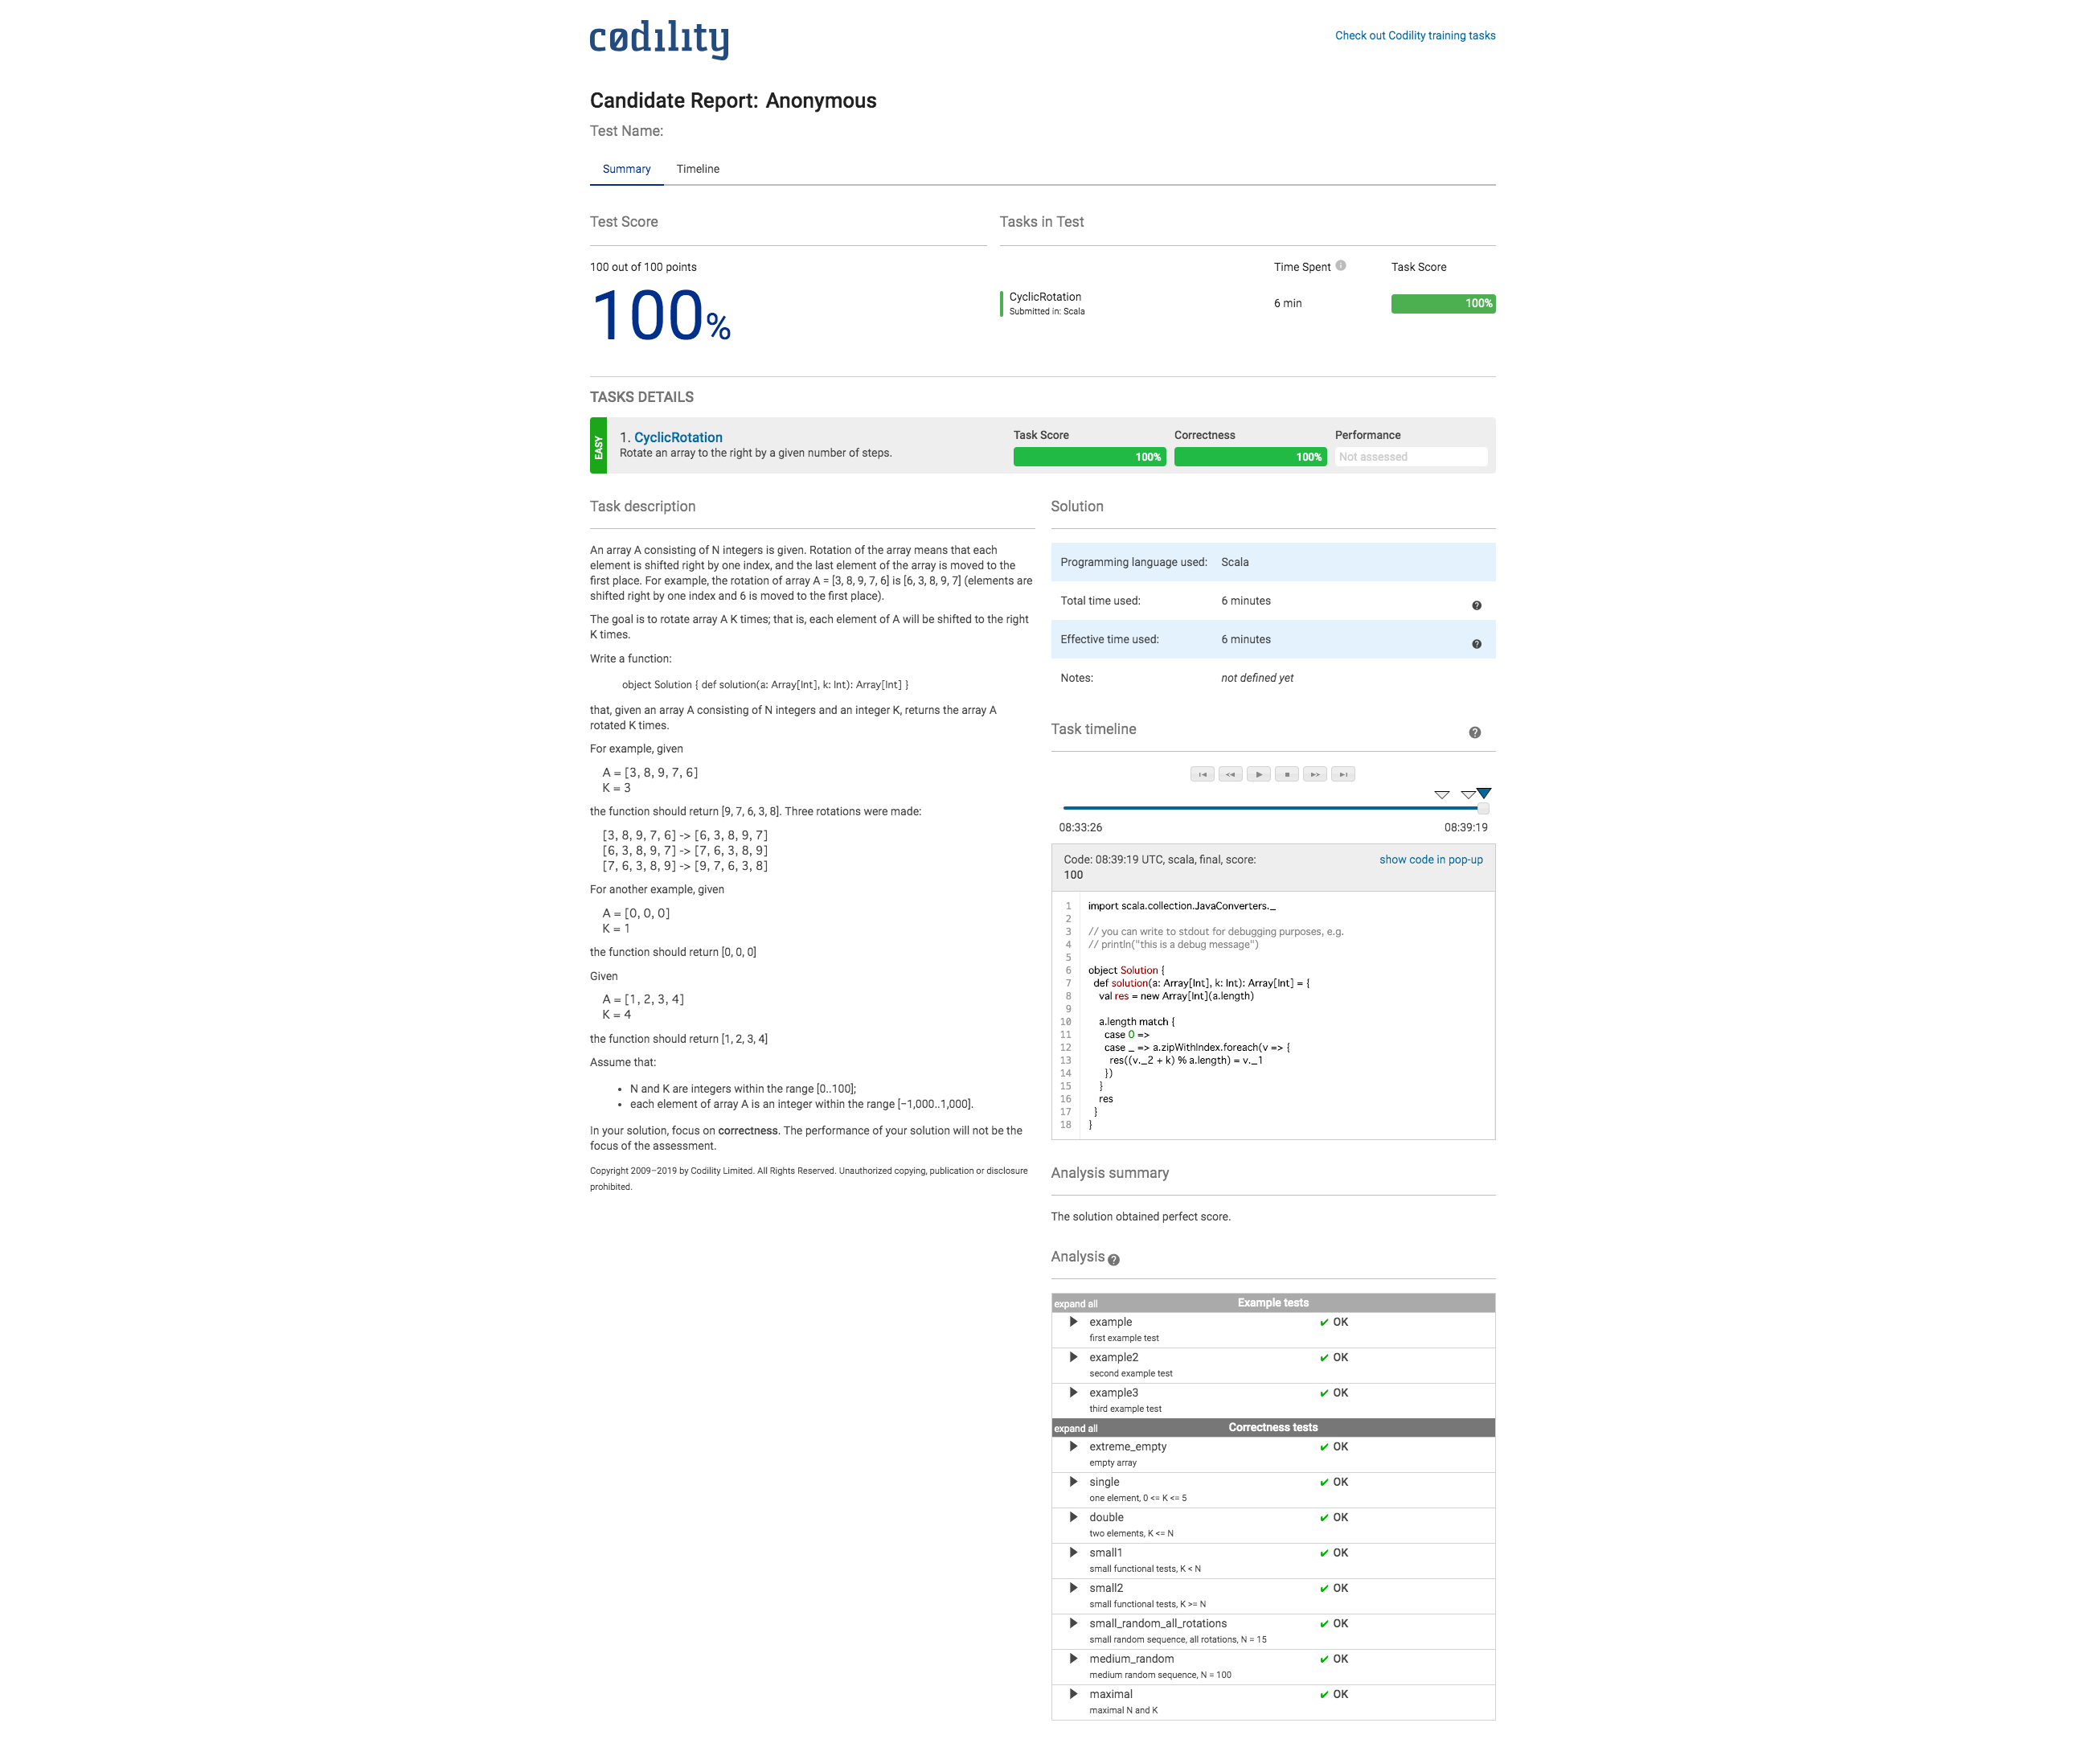 cødility
Check out Codility training tasks
Candidate Report: Anonymous
Test Name:
Summary Timeline
Test Score
100 out of 100 points
100%
Tasks in Test
Time Spent Task Score
CyclicRotation
Submitted in: Scala
6 min
100%
TASKS DETAILS
EASY
1. CyclicRotation
Rotate an array to the right by a given number of steps.
Task Score
100%
Correctness
100%
Performance
Not assessed
Task description
An array A consisting of N integers is given. Rotation of the array means that each
element is shifted right by one index, and the last element of the array is moved to the
first place. For example, the rotation of array A = [3, 8, 9, 7, 6] is [6, 3, 8, 9, 7] (elements are
shifted right by one index and 6 is moved to the first place).
The goal is to rotate array A K times; that is, each element of A will be shifted to the right
K times.
Write a function:
object Solution { def solution(a: Array[Int], k: Int): Array[Int] }
that, given an array A consisting of N integers and an integer K, returns the array A
rotated K times.
For example, given
A = [3, 8, 9, 7, 6]
K = 3
the function should return [9, 7, 6, 3, 8]. Three rotations were made:
[3, 8, 9, 7, 6] -> [6, 3, 8, 9, 7]
[6, 3, 8, 9, 7] -> [7, 6, 3, 8, 9]
[7, 6, 3, 8, 9] -> [9, 7, 6, 3, 8]
For another example, given
A = [0, 0, 0]
K = 1
the function should return [0, 0, 0]
Given
A = [1, 2, 3, 4]
K = 4
the function should return [1, 2, 3, 4]
Assume that:
• N and K are integers within the range [0..100];
• each element of array A is an integer within the range [−1,000..1,000].
In your solution, focus on correctness. The performance of your solution will not be the
focus of the assessment.
Copyright 2009–2019 by Codility Limited. All Rights Reserved. Unauthorized copying, publication or disclosure
prohibited.
Solution
Programming language used: Scala
Total time used: 6 minutes
Effective time used: 6 minutes
Notes: not defined yet
Task timeline
08:33:26 08:39:19
Code: 08:39:19 UTC, scala, final, score:
100
show code in pop-up
1 import scala.collection.JavaConverters._
2
3 // you can write to stdout for debugging purposes, e.g.
4 // println("this is a debug message")
5
6 object Solution {
7 def solution(a: Array[Int], k: Int): Array[Int] = {
8 val res = new Array[Int](a.length)
9
10 a.length match {
11 case 0 =>
12 case _ => a.zipWithIndex.foreach(v => {
13 res((v._2 + k) % a.length) = v._1
14 })
15 }
16 res
17 }
18 }
Analysis summary
The solution obtained perfect score.
Analysis
expand all Example tests
example ✔ OK
first example test
example2 ✔ OK
second example test
example3 ✔ OK
third example test
expand all Correctness tests
extreme_empty ✔ OK
empty array
single ✔ OK
one element, 0 <= K <= 5
double ✔ OK
two elements, K <= N
small1 ✔ OK
small functional tests, K < N
small2 ✔ OK
small functional tests, K >= N
small_random_all_rotations ✔ OK
small random sequence, all rotations, N = 15
medium_random ✔ OK
medium random sequence, N = 100
maximal ✔ OK
maximal N and K